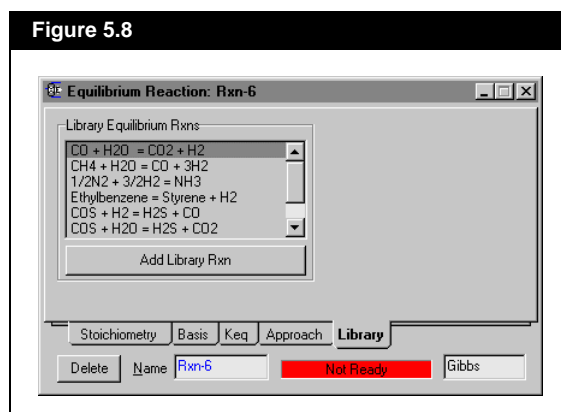 Figure 5.8
Equilibrium Reaction: Rxn-6
Library Equilibrium Rxns
CO + H2O = CO2 + H2
CH4 + H2O = CO + 3H2
1/2N2 + 3/2H2 = NH3
Ethylbenzene = Styrene + H2
COS + H2 = H2S + CO
COS + H2O = H2S + CO2
Add Library Rxn
Stoichiometry Basis Keq Approach Library
Delete Name Rxn-6 Not Ready Gibbs